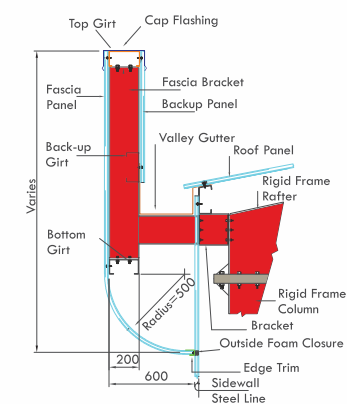 Top Girt
Cap Flashing
Fascia
Panel
Fascia Bracket
Backup Panel
Back-up
Girt
Valley Gutter
Roof Panel
Rigid Frame
Rafter
Varies
Bottom
Girt
Radius=500
Rigid Frame
Column
Bracket
Outside Foam Closure
200
Edge Trim
600
Sidewall
Steel Line